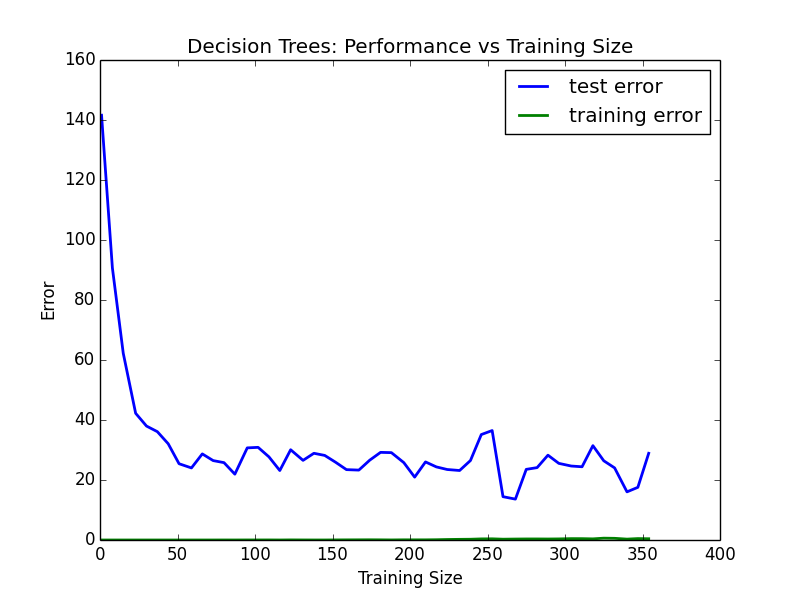 Decision Trees: Performance vs Training Size
160
140
120
100
80
60
40
20
0
Error
test error
training error
0 50 100 150 200 250 300 350 400
Training Size